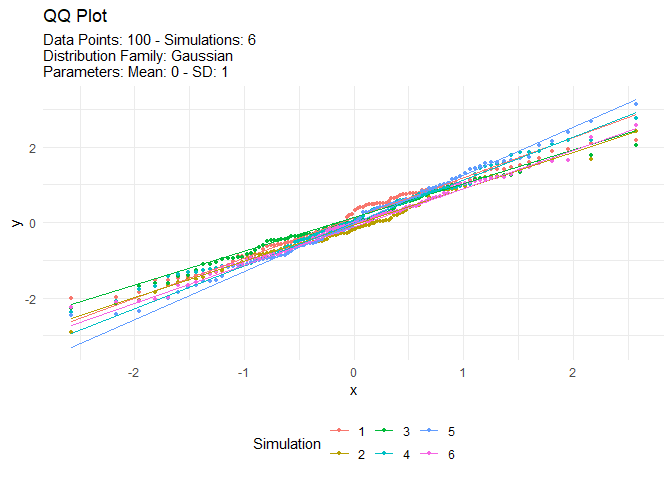 QQ Plot
Data Points: 100 - Simulations: 6
Distribution Family: Gaussian
Parameters: Mean: 0 - SD: 1
y
2
0
-2
-2 -1 0 1 2
x
Simulation
1 3 5
2 4 6